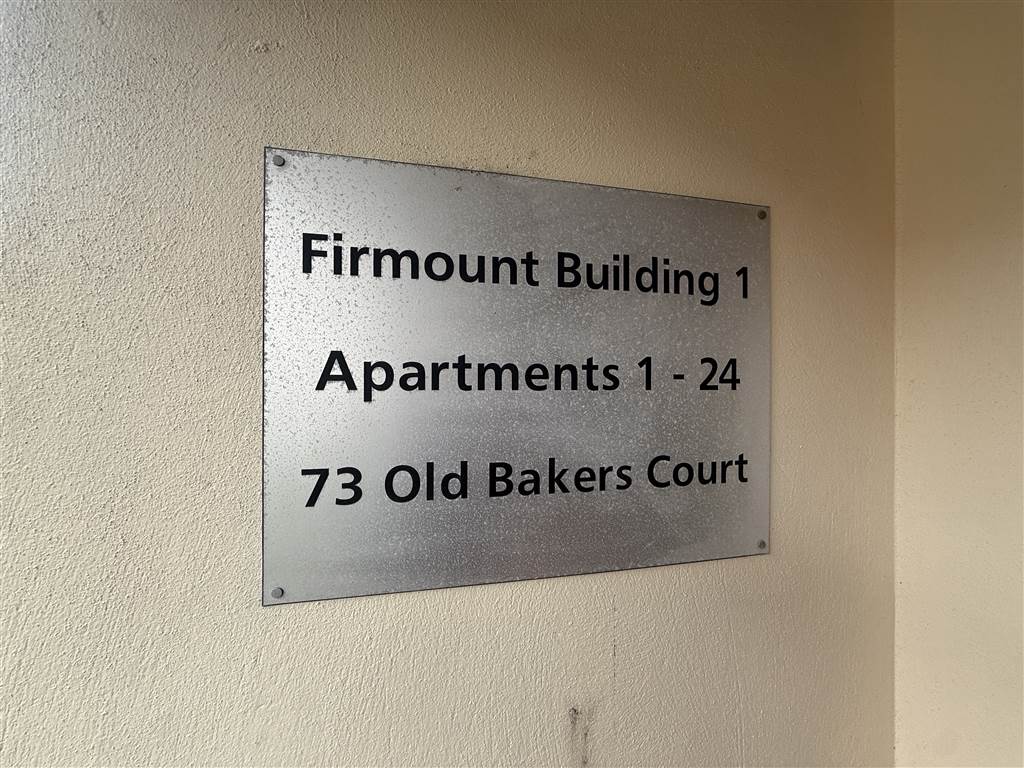 Firmount Building 1
Apartments 1 - 24
73 Old Bakers Court